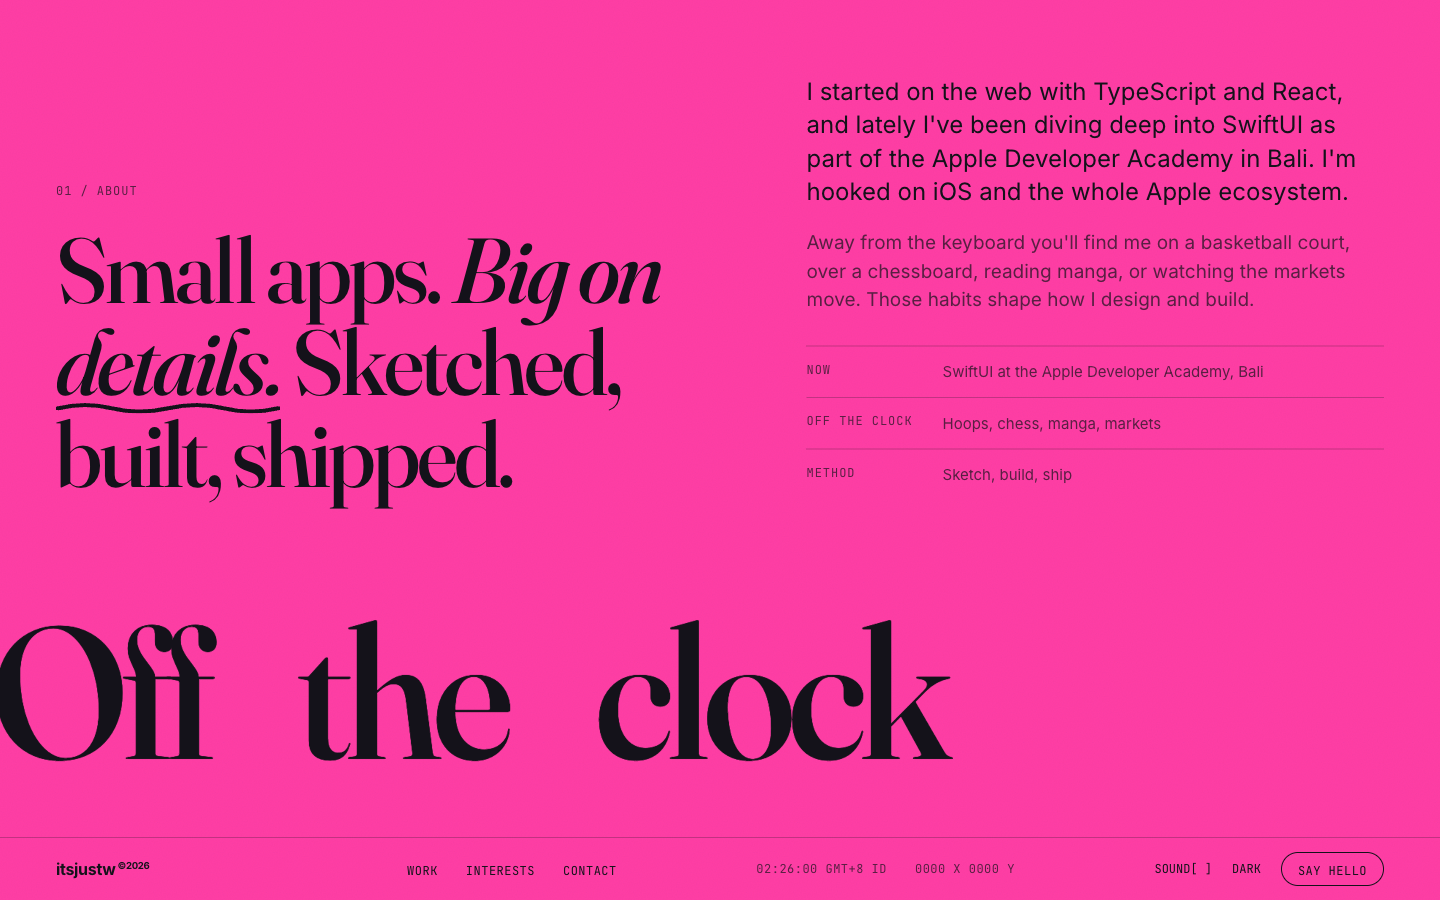 01 / ABOUT
Small apps. Big on
details. Sketched,
built, shipped.
I started on the web with TypeScript and React,
and lately I've been diving deep into SwiftUI as
part of the Apple Developer Academy in Bali. I'm
hooked on iOS and the whole Apple ecosystem.
Away from the keyboard you'll find me on a basketball court,
over a chessboard, reading manga, or watching the markets
move. Those habits shape how I design and build.
NOW SwiftUI at the Apple Developer Academy, Bali
OFF THE CLOCK Hoops, chess, manga, markets
METHOD Sketch, build, ship
Off the clock
itsjustw ©2026 WORK INTERESTS CONTACT 02:26:00 GMT+8 ID 0000 X 0000 Y SOUND[ ] DARK SAY HELLO